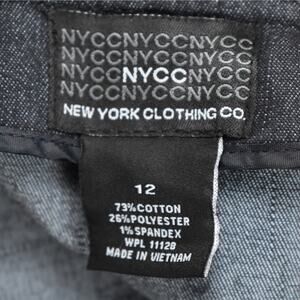 NYCCNYCCNYCC
NYCCNYCCNYCC
NYCCNYCCNYCC
NEW YORK CLOTHING CO.
12
73%COTTON
26%POLYESTER
1%SPANDEX
WPL 11128
MADE IN VIETNAM